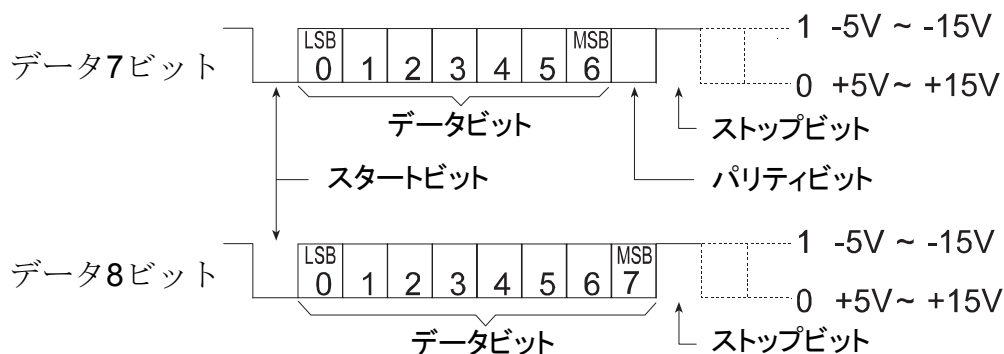 1 -5V ~ -15V
データ7ビット
LSB MSB
0 1 2 3 4 5 6
0 +5V~ +15V
データビット
ストップビット
スタートビット
パリティビット
1 -5V ~ -15V
データ8ビット
LSB MSB
0 1 2 3 4 5 6 7
0 +5V~ +15V
データビット
ストップビット